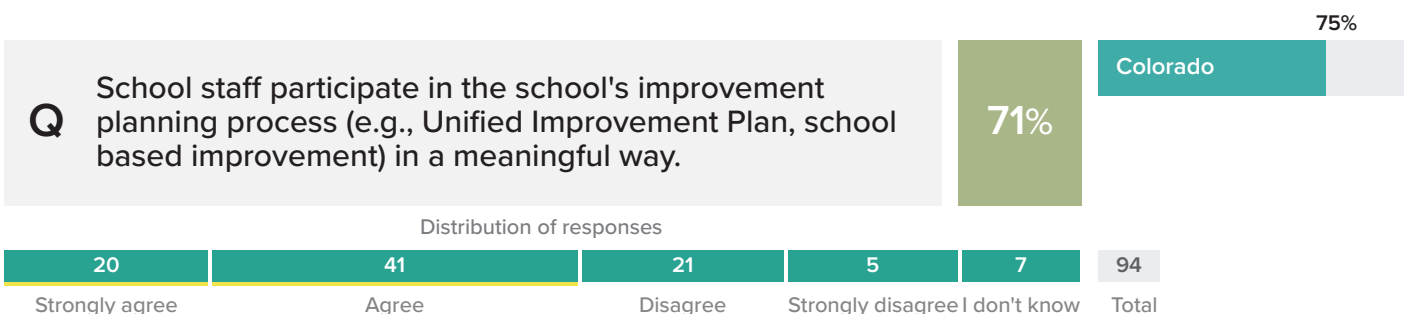 75%
Q
School staff participate in the school's improvement
planning process (e.g., Unified Improvement Plan, school
based improvement) in a meaningful way.
71%
Colorado
Distribution of responses
20 41 21 5 7 94
Strongly agree Agree Disagree Strongly disagree I don't know Total